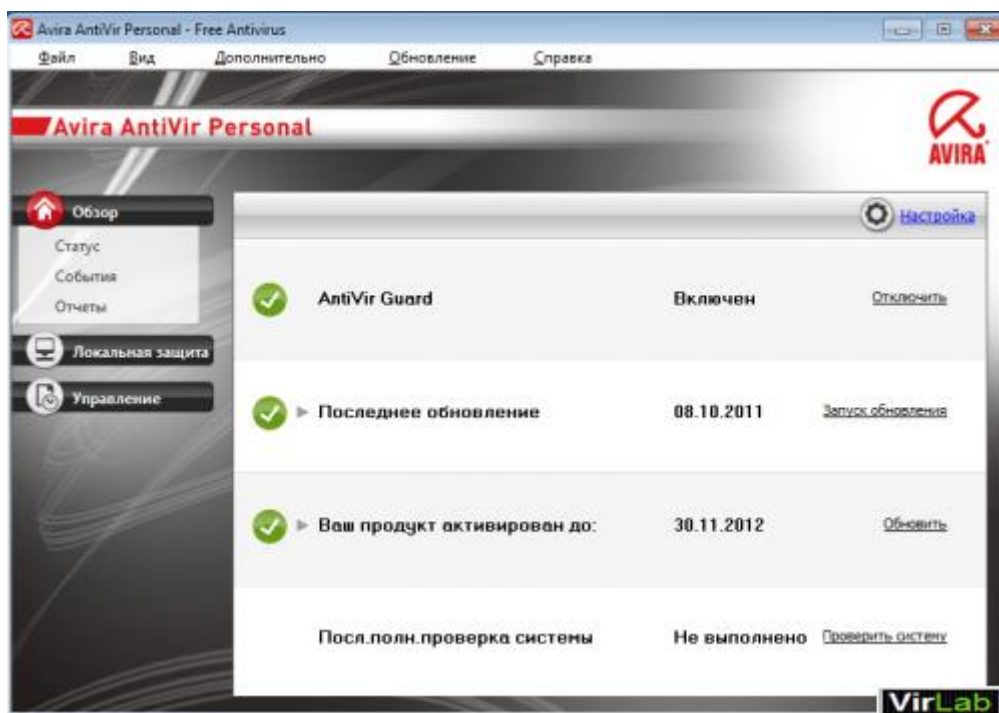 Avira AntiVir Personal - Free Antivirus
Файл Вид Дополнительно Обновление Справка
Avira AntiVir Personal
AVIRA
Обзор
Статус
События
Отчеты
Локальная защита
Управление
Настройка
AntiVir Guard Включен Отключить
Последнее обновление 08.10.2011 Запуск обновления
Ваш продукт активирован до: 30.11.2012 Обновить
Посл.полн.проверка системы Не выполнено Проверить систему
VirLab